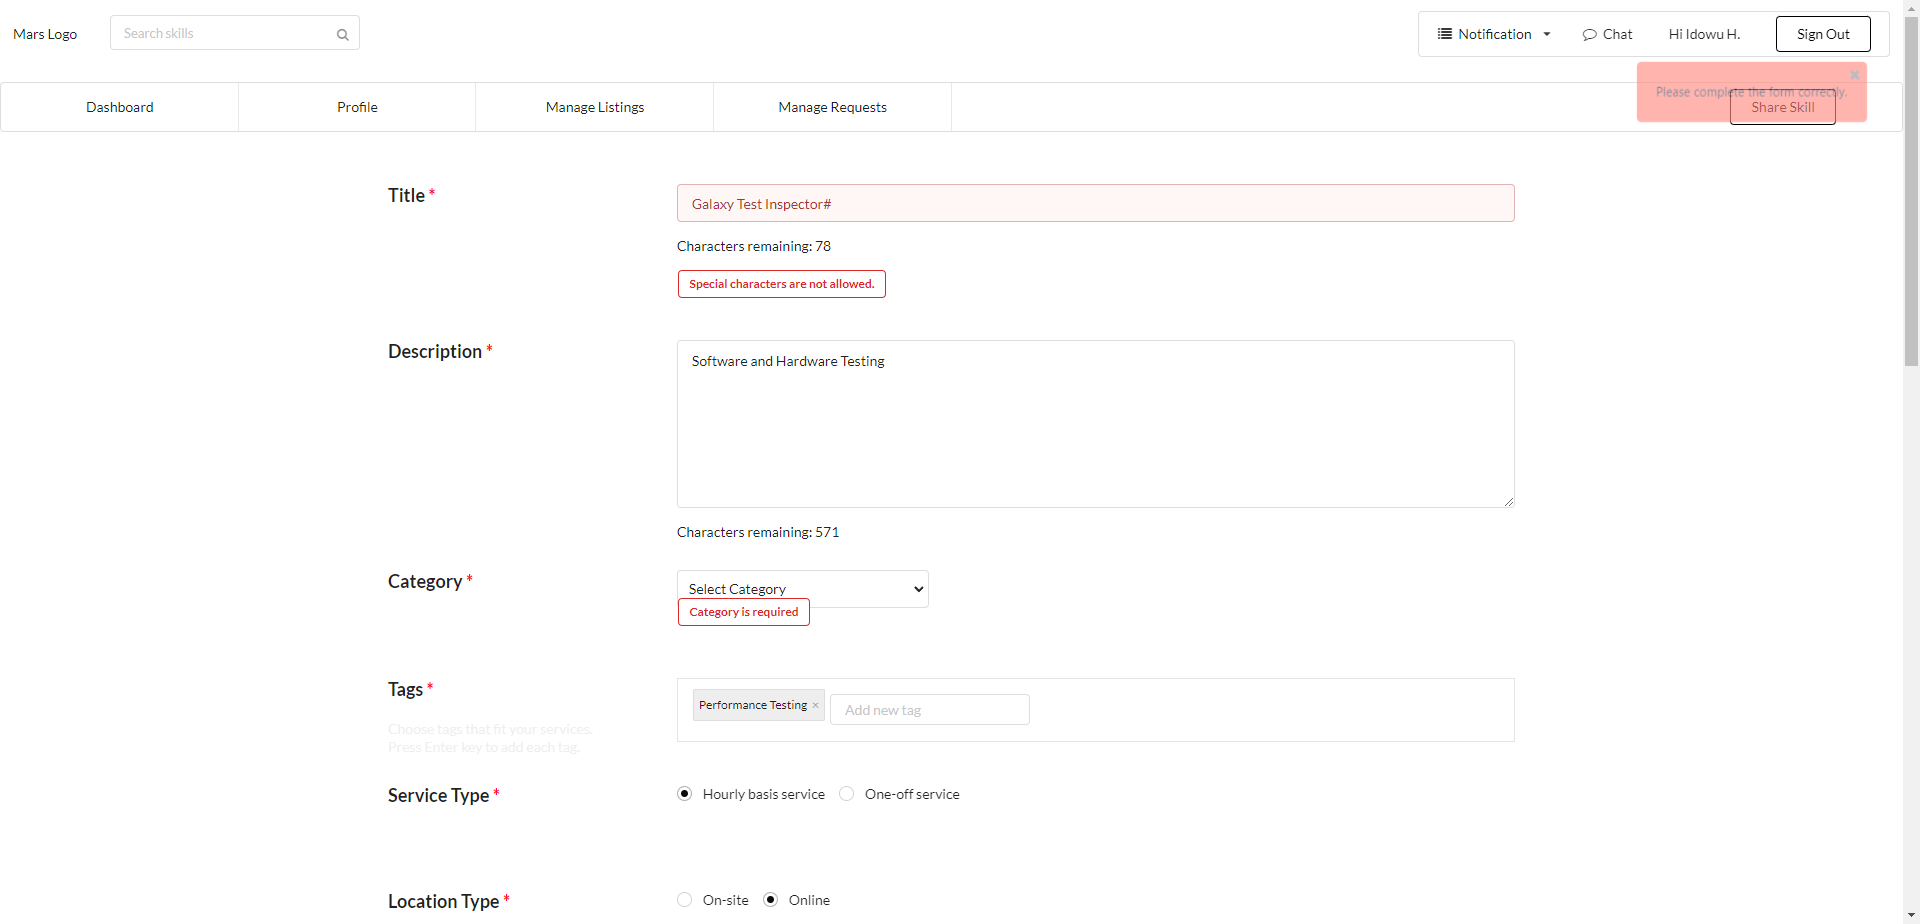 Mars Logo
Search skills
Notification
Chat
Hi Idowu H.
Sign Out
Please complete the form correctly.
Dashboard
Profile
Manage Listings
Manage Requests
Share Skill
Title *
Galaxy Test Inspector#
Characters remaining: 78
Special characters are not allowed.
Description *
Software and Hardware Testing
Characters remaining: 571
Category *
Select Category
Category is required
Tags *
Performance Testing ×
Add new tag
Choose tags that fit your services.
Press Enter key to add each tag.
Service Type *
Hourly basis service
One-off service
Location Type *
On-site
Online